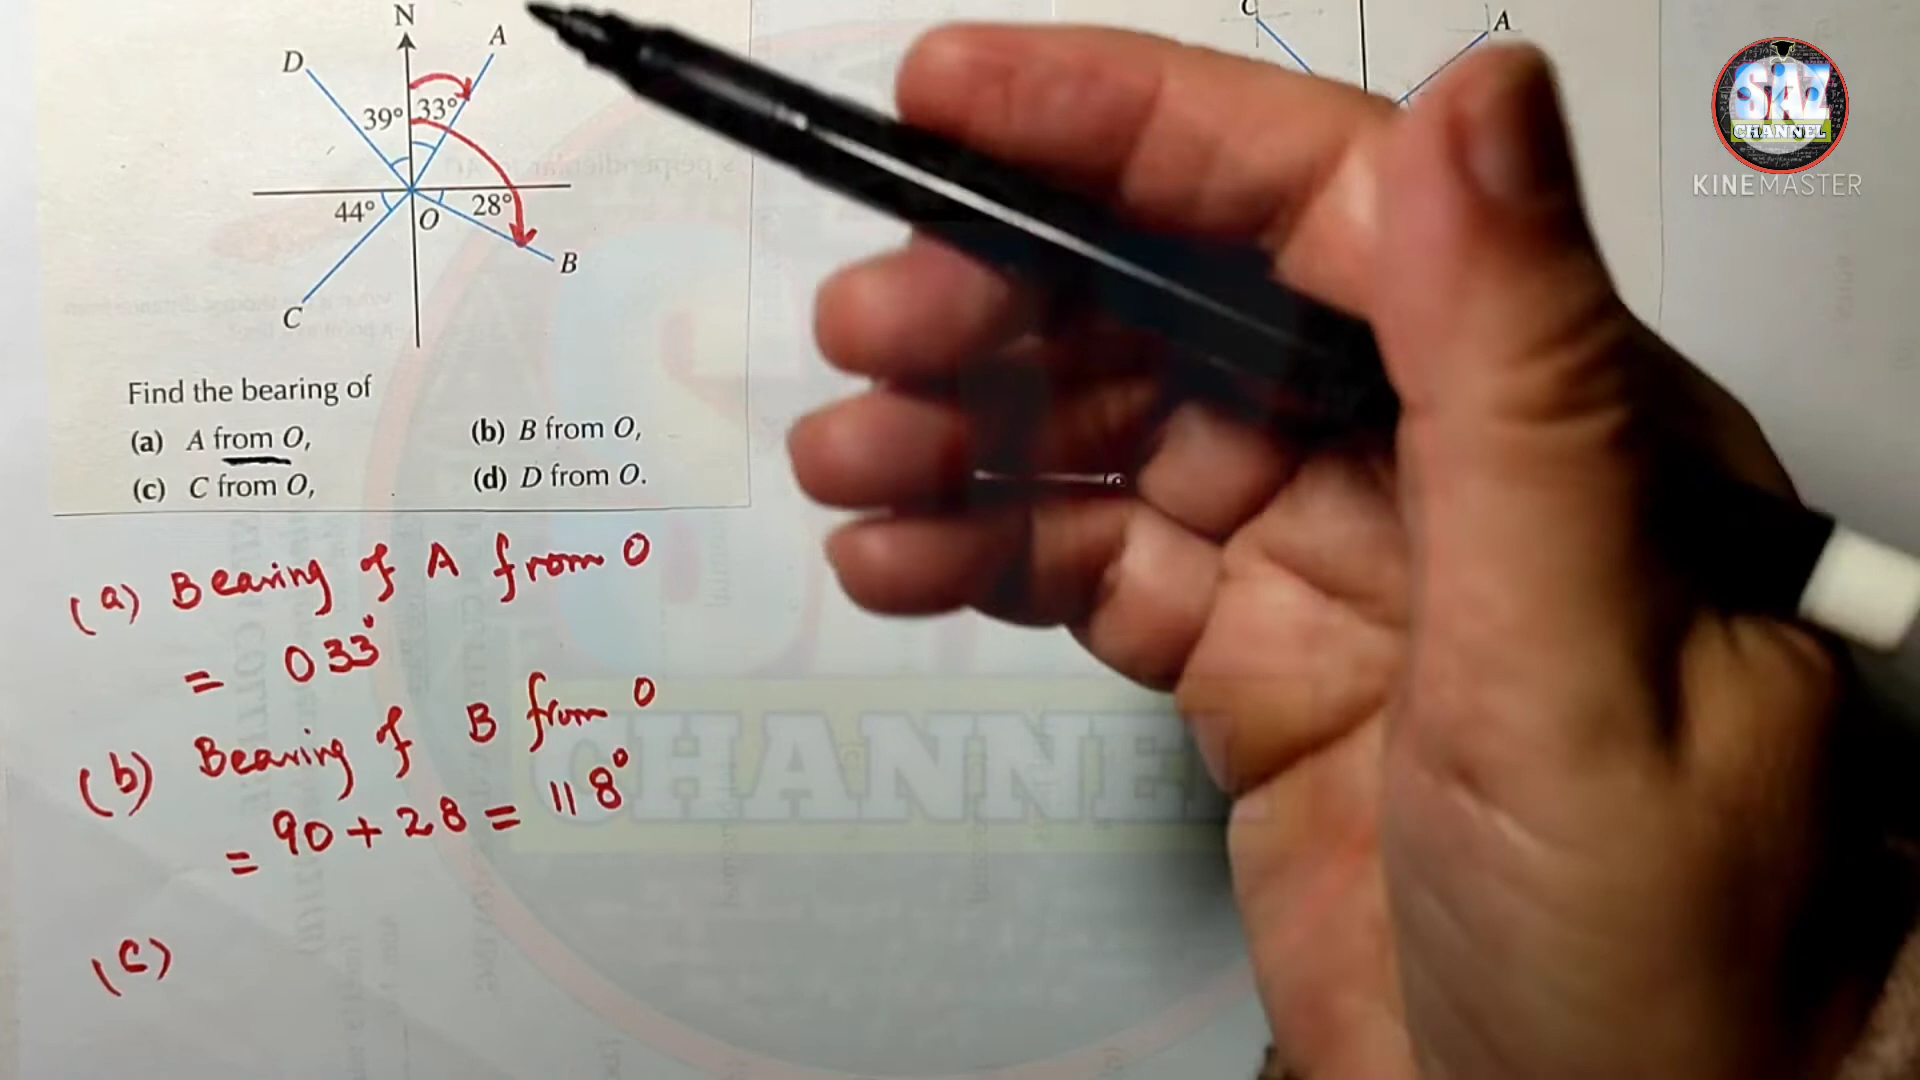 N
A
D
39° 33°
44°
O
28°
B
C
Find the bearing of
(a) A from O,
(b) B from O,
(c) C from O,
(d) D from O.
(a) Bearing of A from O
= 033°
(b) Bearing of B from O
= 90 + 28 = 118°
(c)
C
A
SAZ
CHANNEL
KINEMASTER
CHANNEL